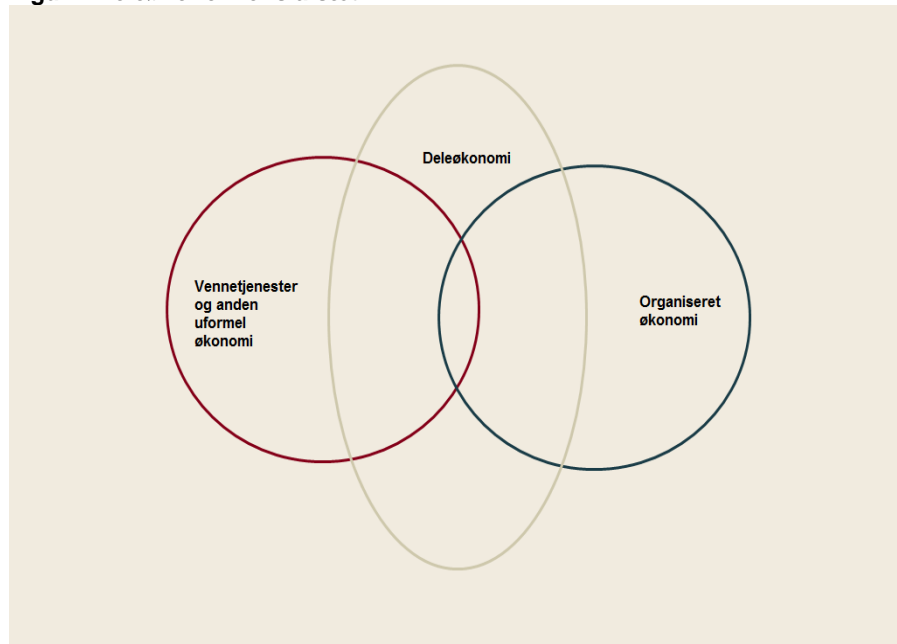 Deleøkonomi
Vennetjenester
og anden
uformel
økonomi
Organiseret
økonomi